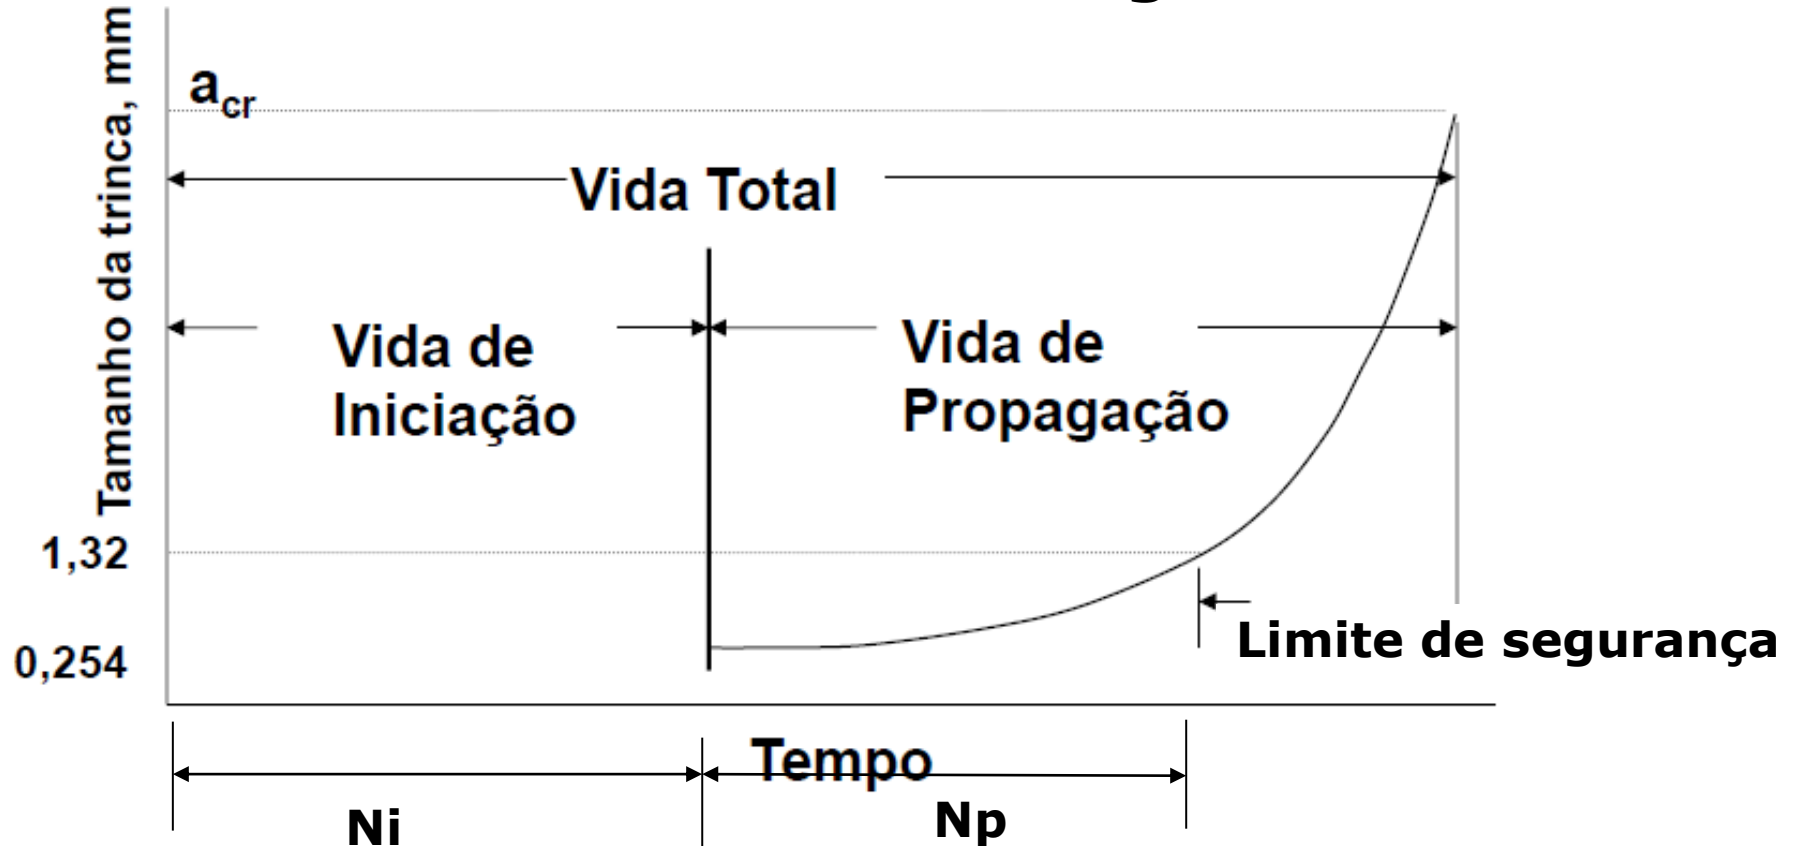 Tamanho da trinca, mm
a_cr
Vida Total
Vida de
Iniciação
Vida de
Propagação
1,32
0,254
Limite de segurança
Tempo
Ni
Np